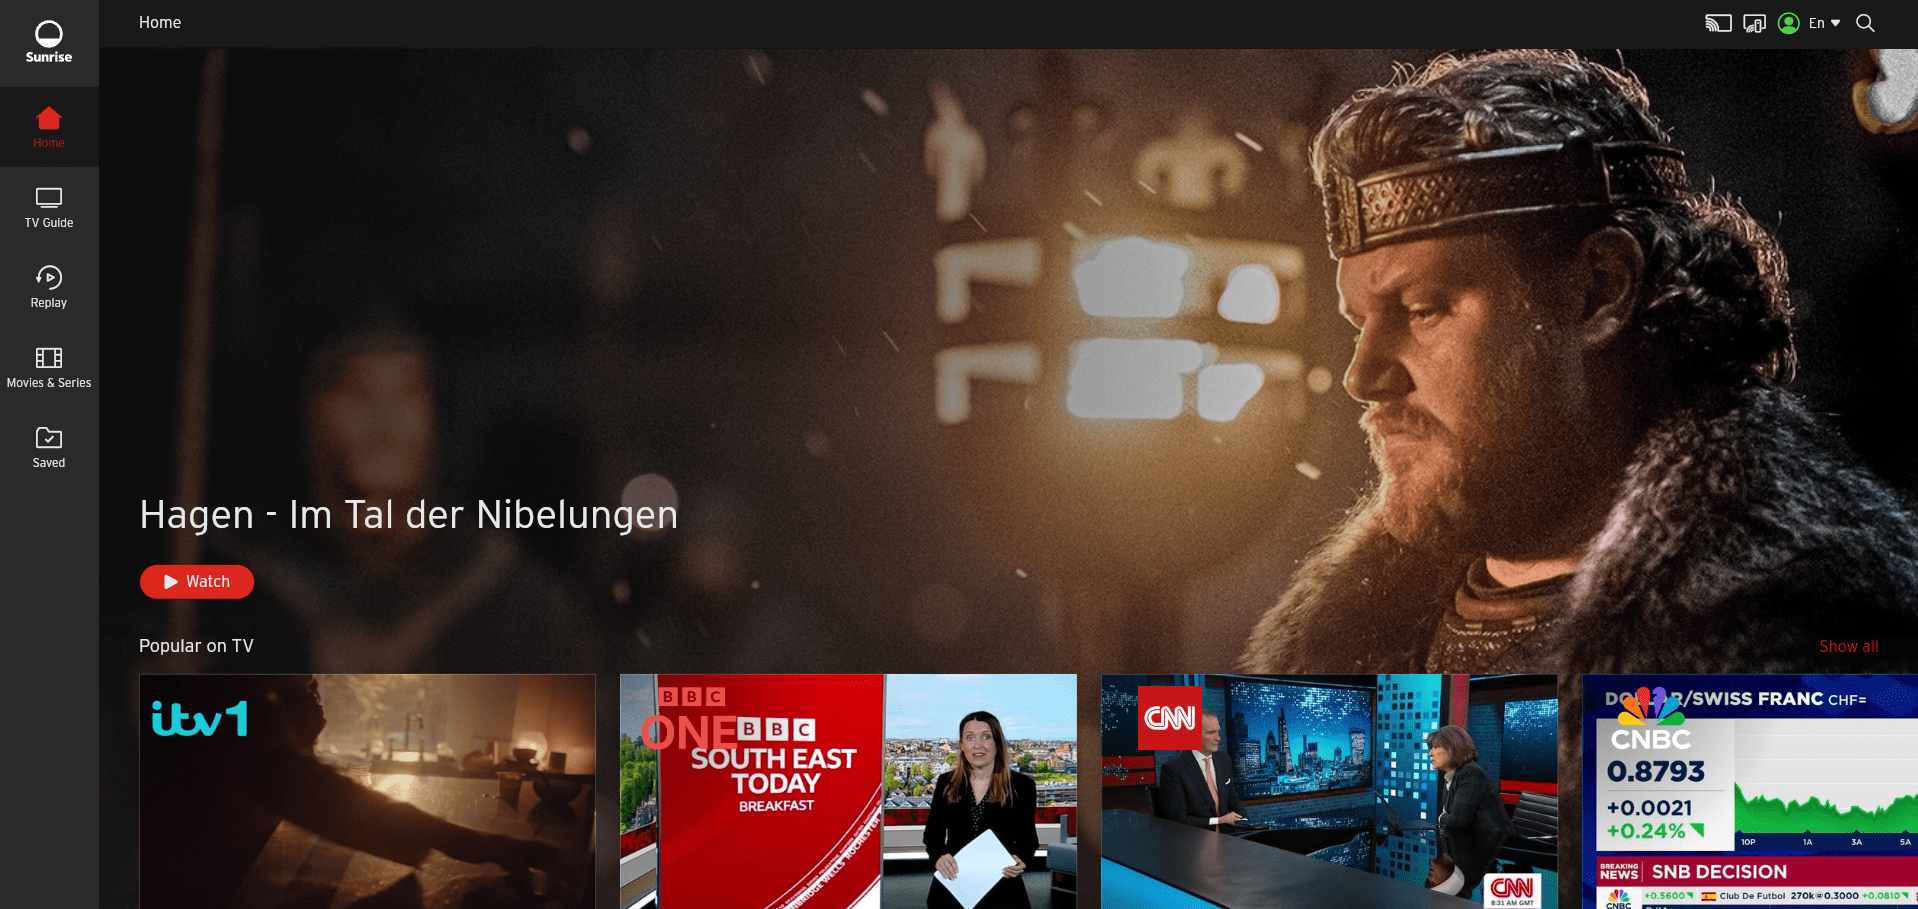 Sunrise
Home
En
Home
TV Guide
Replay
Movies & Series
Saved
Hagen - Im Tal der Nibelungen
Watch
Popular on TV
Show all
itv1
BBC
ONE
BBC
SOUTH EAST
TODAY
BREAKFAST
ROCHESTER
CNN
CNN
8:31 AM GMT
R/SWISS FRANC CHF=
CNBC
0.8793
+0.0021
+0.24%
10P 1A 3A 5A
BREAKING
NEWS
SNB DECISION
CNBC
+0.5600 Club De Futbol 270k@0.3000 +0.0810